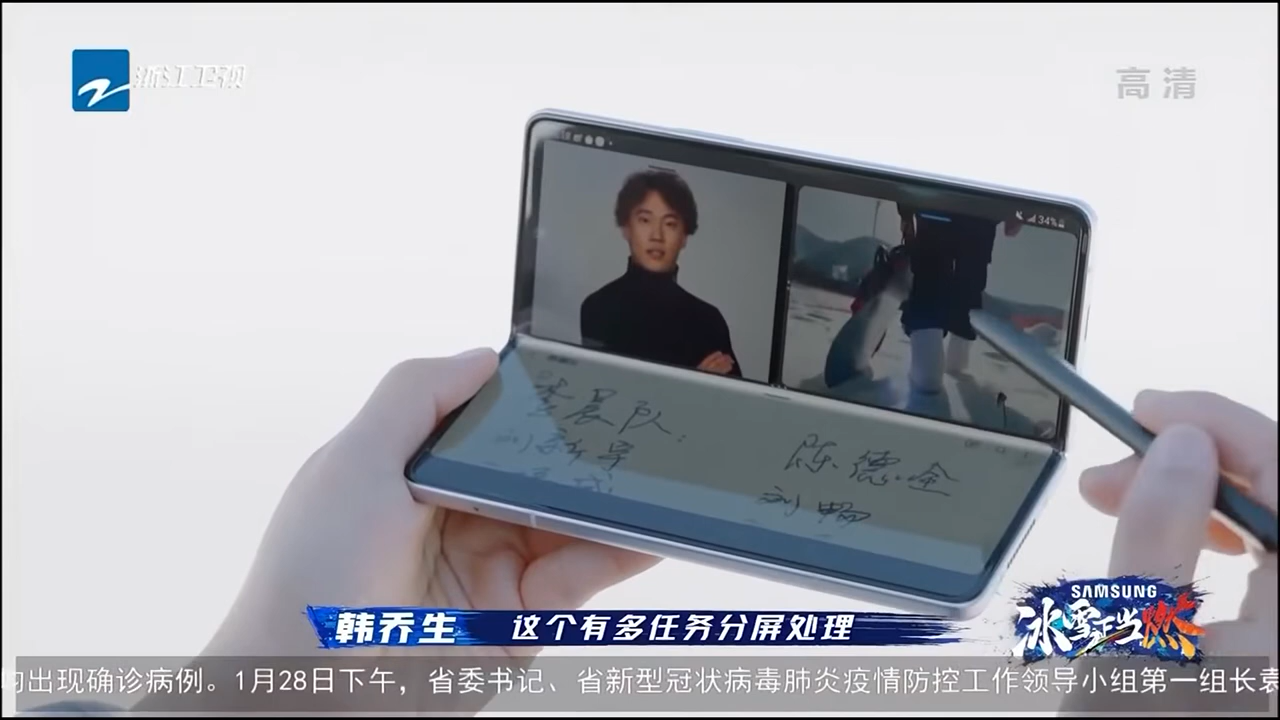 浙江卫视
高清
34%
李晨队:
陈德全
刘畅
SAMSUNG
冰雪正当燃
韩乔生 这个有多任务分屏处理
均出现确诊病例。1月28日下午，省委书记、省新型冠状病毒肺炎疫情防控工作领导小组第一组长袁